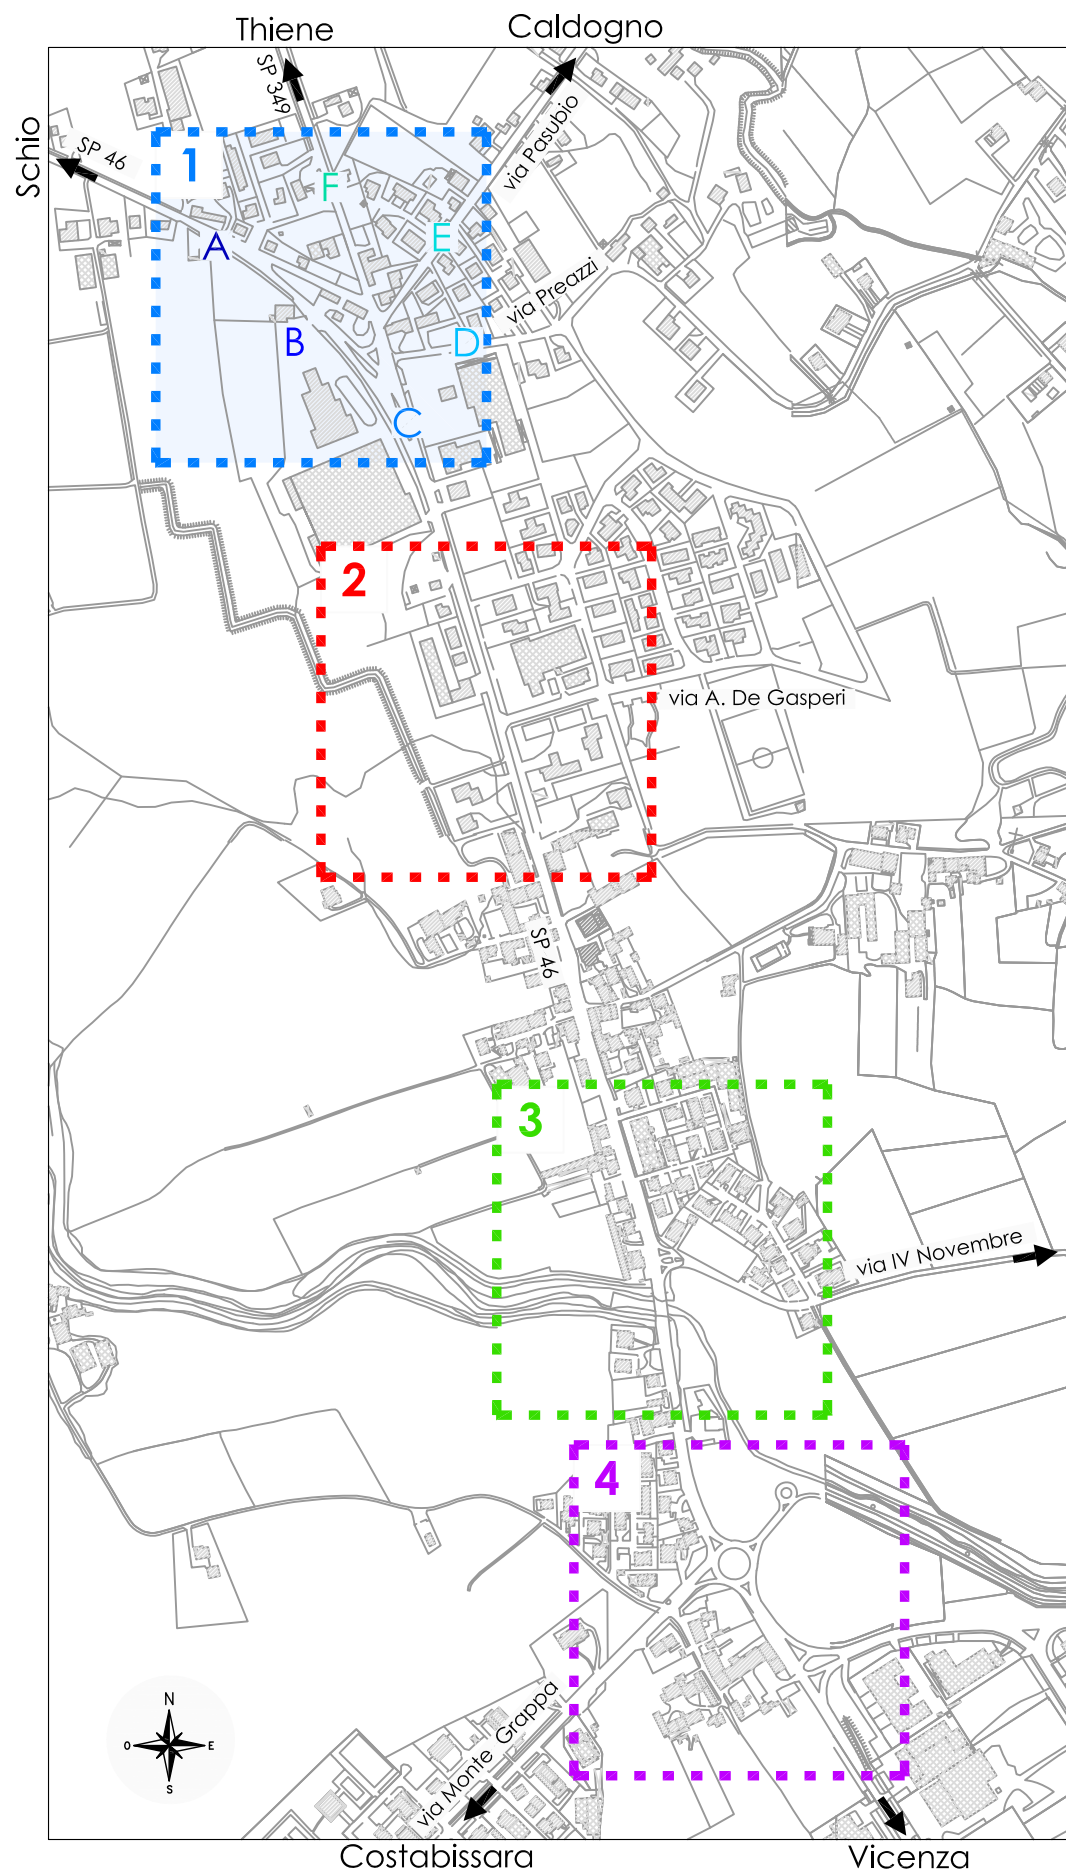 Thiene
Caldogno
Schio
SP 46
SP 349
via Pasubio
1
F
A
E
via Preazzi
B
D
C
2
via A. De Gasperi
SP 46
3
via IV Novembre
4
via Monte Grappa
N
O
E
S
Costabissara
Vicenza